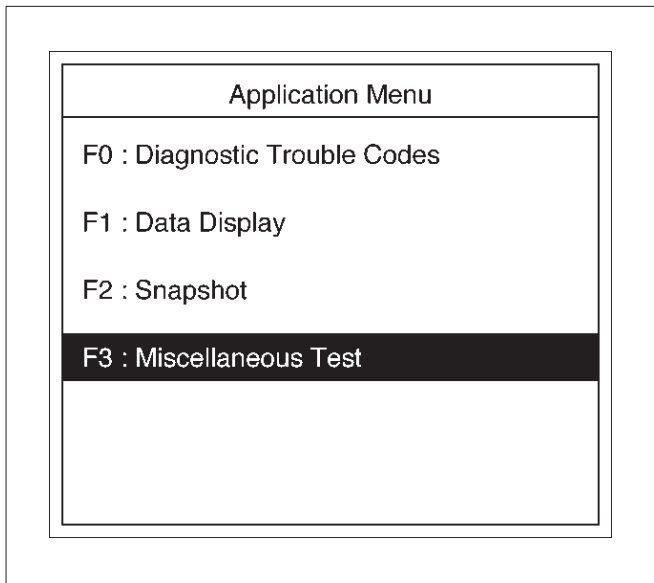 Application Menu
F0 : Diagnostic Trouble Codes
F1 : Data Display
F2 : Snapshot
F3 : Miscellaneous Test